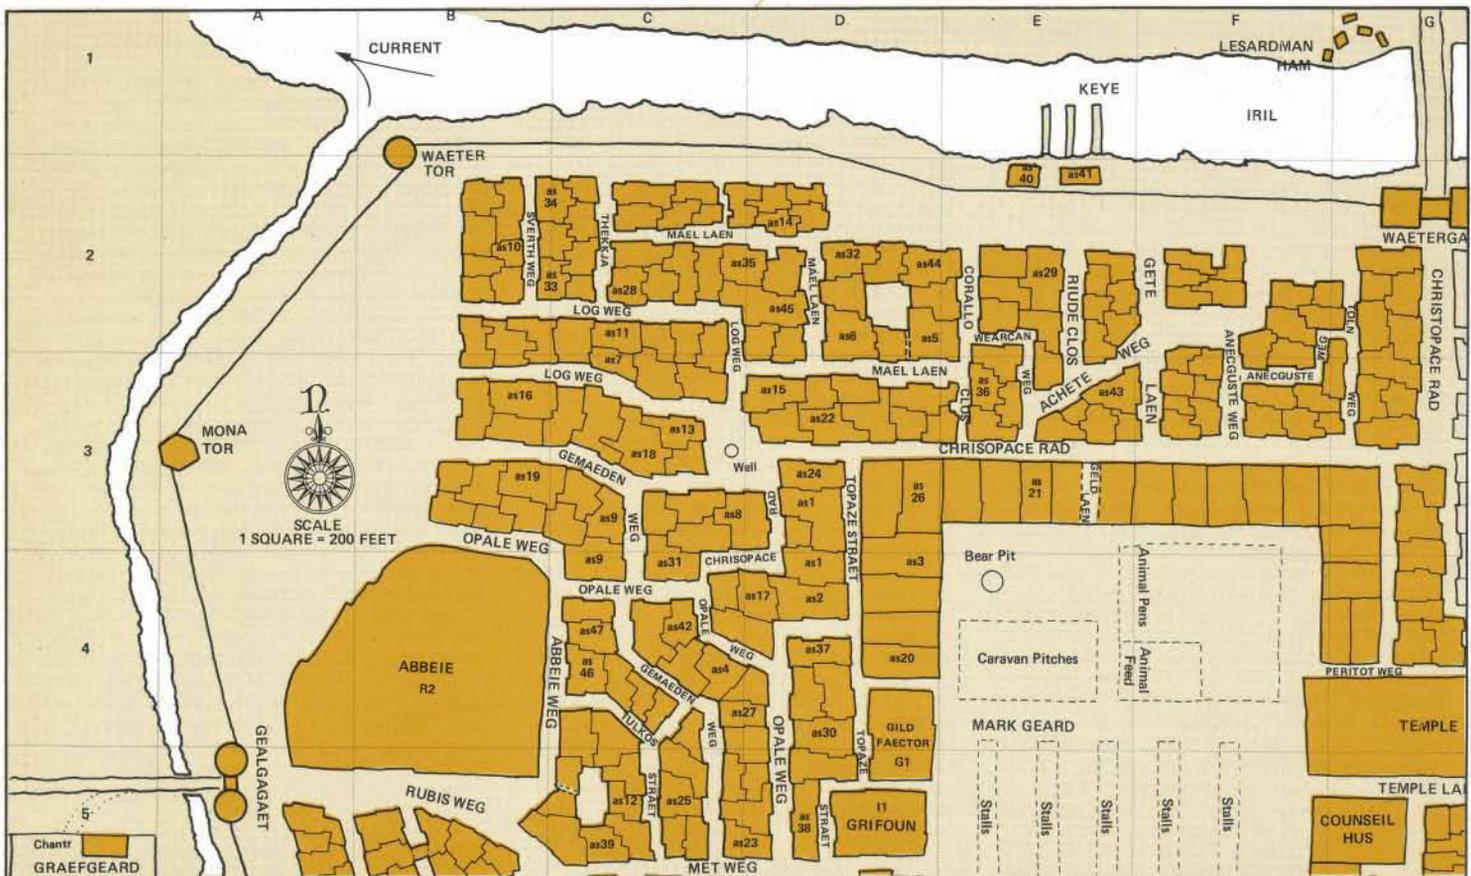 A
B
C
D
E
F
G
1
CURRENT
LESARDMAN
HAM
KEYE
IRIL
WAETER
TOR
as
40
as41
as
34
as14
SVERTH WEG
THEKKJA
MAEL LAEN
WAETERGA
2
as10
as
33
as28
as35
as45
MAEL LAEN
as32
as44
CORALLO
as29
RIUDE CLOS
GETE
CHRISTOPACE RAD
LOG WEG
as11
as7
LOG WEG
as6
as5
WEARCAN
WEG
ACHETE WEG
LAEN
ANECGUSTE WEG
ANECGUSTE
TOLN
WEG
WEG
LOG WEG
as16
as15
as22
MAEL LAEN
CLOS
as
36
as43
as13
MONA
TOR
3
as18
Well
CHRISOPACE RAD
GEMAEDEN
as19
as24
RAD
TOPAZE STRAET
as
26
as
21
GELD
LAEN
SCALE
1 SQUARE = 200 FEET
as9
WEG
as8
as1
OPALE WEG
as9
as31
CHRISOPACE
as1
as3
Bear Pit
Animal Pens
OPALE WEG
as17
as2
OPALE
WEG
4
ABBEIE
R2
ABBEIE WEG
as47
as42
as
46
as4
GEMAEDEN
WEG
as37
as20
Caravan Pitches
Animal
Feed
PERITOT WEG
as27
TULKOS
STRAET
OPALE WEG
as30
TOPAZE
STRAET
GILD
FAECTOR
G1
MARK GEARD
TEMPLE
GEALGAGAET
TEMPLE LA
5
RUBIS WEG
as12
as25
as
38
I1
GRIFOUN
Stalls
Stalls
Stalls
Stalls
Stalls
COUNSEIL
HUS
Chantr
GRAEFGEARD
as39
as23
MET WEG